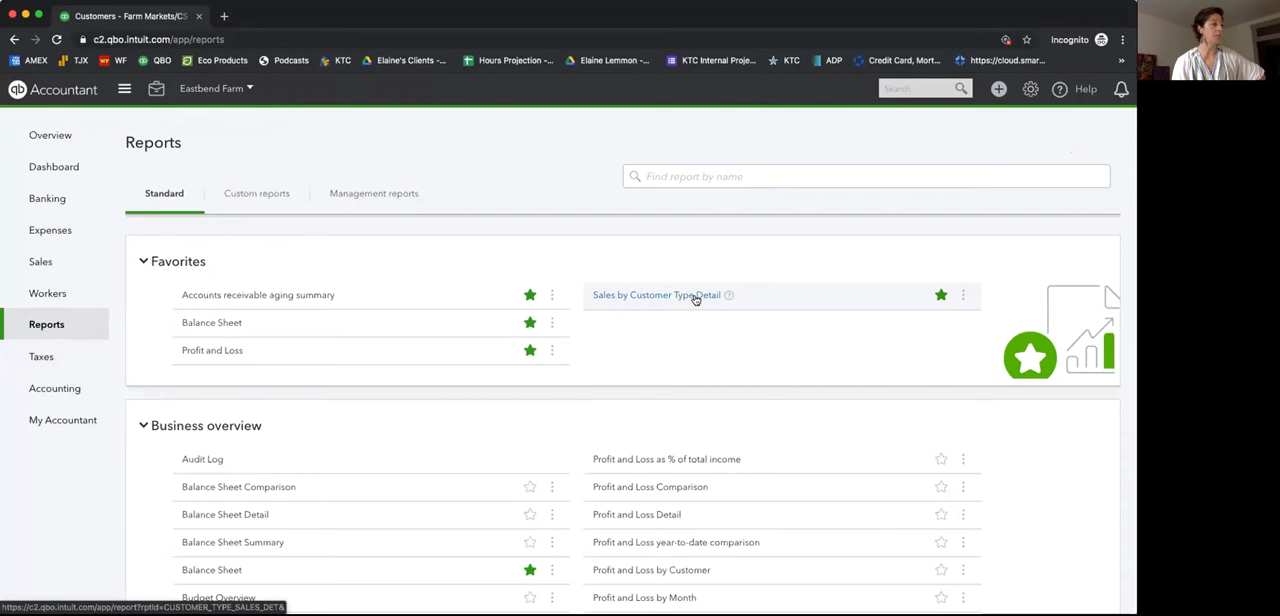 Customers - Farm Markets/CS
c2.qbo.intuit.com/app/reports
Incognito
AMEX TJX WF QBO Eco Produce Podcasts KTC Elaine's Clients -... Hours Projection -... Elaine Lemmon -... KTC Internal Proje... KTC ADP Credit Card, Mort... https://cloud.smar... »
qb Accountant Eastbend Farm Search Help
Overview
Dashboard
Banking
Expenses
Sales
Workers
Reports
Taxes
Accounting
My Accountant
Reports
Find report by name
Standard Custom reports Management reports
Favorites
Accounts receivable aging summary Sales by Customer Type Detail
Balance Sheet
Profit and Loss
Business overview
Audit Log Profit and Loss as % of total income
Balance Sheet Comparison Profit and Loss Comparison
Balance Sheet Detail Profit and Loss Detail
Balance Sheet Summary Profit and Loss year-to-date comparison
Balance Sheet Profit and Loss by Customer
Budget Overview Profit and Loss by Month
https://c2.qbo.intuit.com/app/report?rptId=CUSTOMER_TYPE_SALES_DET&